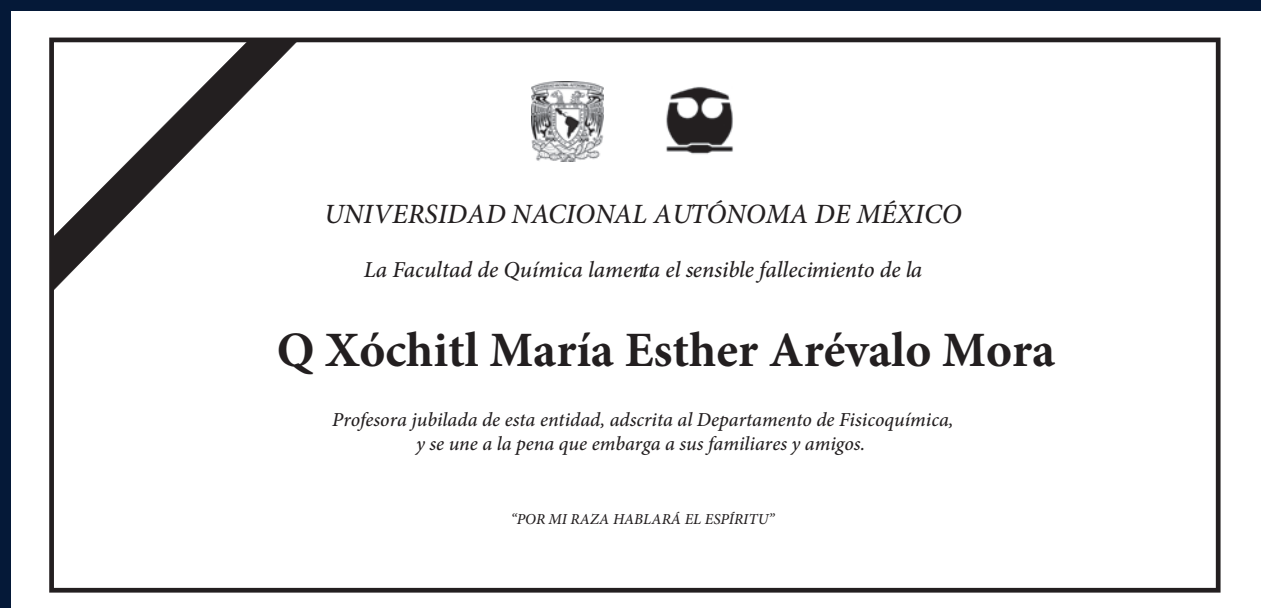 UNIVERSIDAD NACIONAL AUTÓNOMA DE MÉXICO
La Facultad de Química lamenta el sensible fallecimiento de la
Q Xóchitl María Esther Arévalo Mora
Profesora jubilada de esta entidad, adscrita al Departamento de Fisicoquímica,
y se une a la pena que embarga a sus familiares y amigos.
“POR MI RAZA HABLARÁ EL ESPÍRITU”